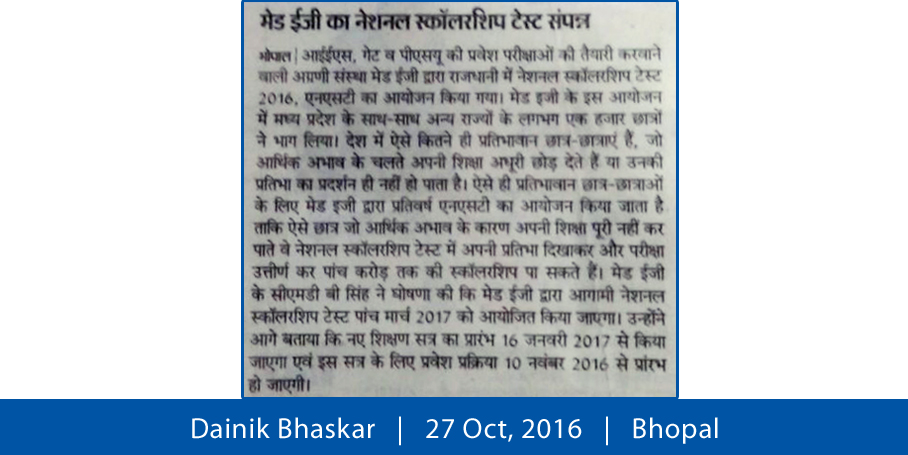 मेड ईजी का नेशनल स्कॉलरशिप टेस्ट संपन्न
भोपाल | आईईएस, गेट व पीएसयू की प्रवेश परीक्षाओं की तैयारी करवाने
वाली अग्रणी संस्था मेड ईजी द्वारा राजधानी में नेशनल स्कॉलरशिप टेस्ट
2016, एनएसटी का आयोजन किया गया। मेड इजी के इस आयोजन
में मध्य प्रदेश के साथ-साथ अन्य राज्यों के लगभग एक हजार छात्रों
ने भाग लिया। देश में ऐसे कितने ही प्रतिभावान छात्र-छात्राएं हैं, जो
आर्थिक अभाव के चलते अपनी शिक्षा अधूरी छोड़ देते हैं या उनकी
प्रतिभा का प्रदर्शन ही नहीं हो पाता है। ऐसे ही प्रतिभावान छात्र-छात्राओं
के लिए मेड इजी द्वारा प्रतिवर्ष एनएसटी का आयोजन किया जाता है
ताकि ऐसे छात्र जो आर्थिक अभाव के कारण अपनी शिक्षा पूरी नहीं कर
पाते वे नेशनल स्कॉलरशिप टेस्ट में अपनी प्रतिभा दिखाकर और परीक्षा
उत्तीर्ण कर पांच करोड़ तक की स्कॉलरशिप पा सकते हैं। मेड ईजी
के सीएमडी बी सिंह ने घोषणा की कि मेड ईजी द्वारा आगामी नेशनल
स्कॉलरशिप टेस्ट पांच मार्च 2017 को आयोजित किया जाएगा। उन्होंने
आगे बताया कि नए शिक्षण सत्र का प्रारंभ 16 जनवरी 2017 से किया
जाएगा एवं इस सत्र के लिए प्रवेश प्रक्रिया 10 नवंबर 2016 से प्रांरभ
हो जाएगी।
Dainik Bhaskar | 27 Oct, 2016 | Bhopal